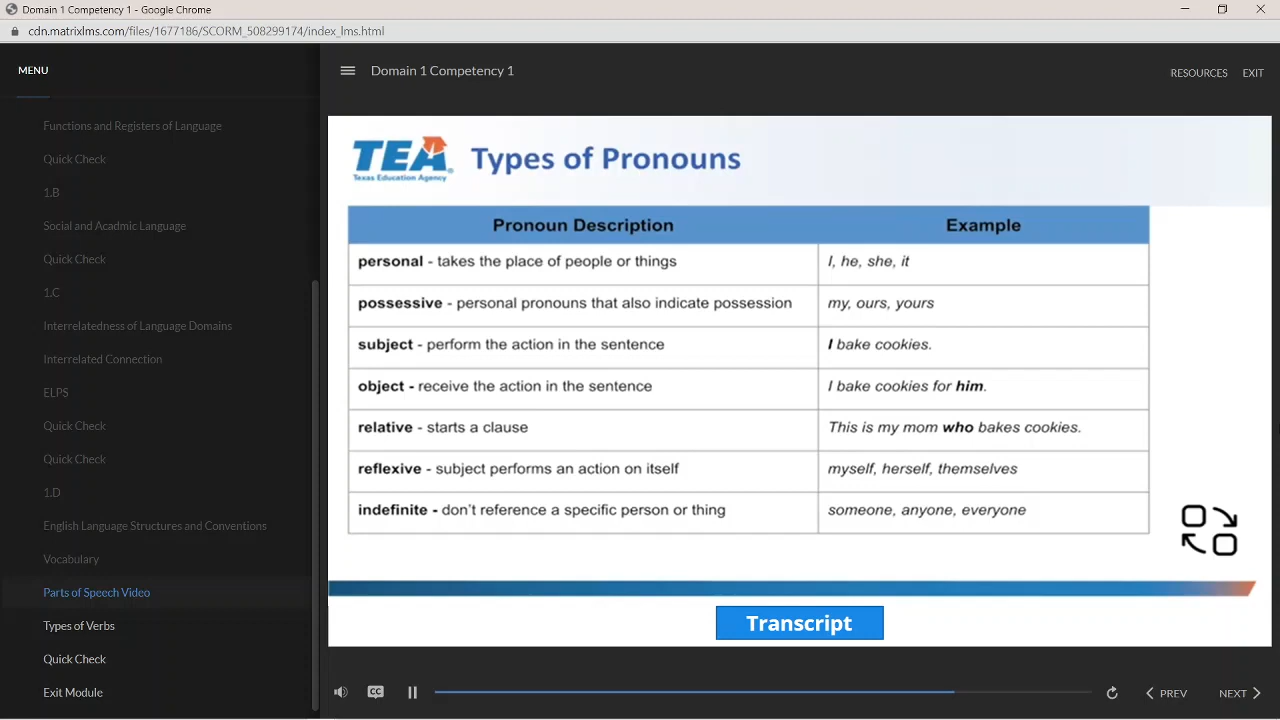 Domain 1 Competency 1 - Google Chrome
cdn.matrixlms.com/files/1677186/SCORM_508299174/index_lms.html
MENU
Functions and Registers of Language
Quick Check
1.B
Social and Acadmic Language
Quick Check
1.C
Interrelatedness of Language Domains
Interrelated Connection
ELPS
Quick Check
Quick Check
1.D
English Language Structures and Conventions
Vocabulary
Parts of Speech Video
Types of Verbs
Quick Check
Exit Module
Domain 1 Competency 1
RESOURCES EXIT
TEA
Texas Education Agency
Types of Pronouns
Pronoun Description Example
personal - takes the place of people or things I, he, she, it
possessive - personal pronouns that also indicate possession my, ours, yours
subject - perform the action in the sentence I bake cookies.
object - receive the action in the sentence I bake cookies for him.
relative - starts a clause This is my mom who bakes cookies.
reflexive - subject performs an action on itself myself, herself, themselves
indefinite - don't reference a specific person or thing someone, anyone, everyone
Transcript
CC
PREV NEXT